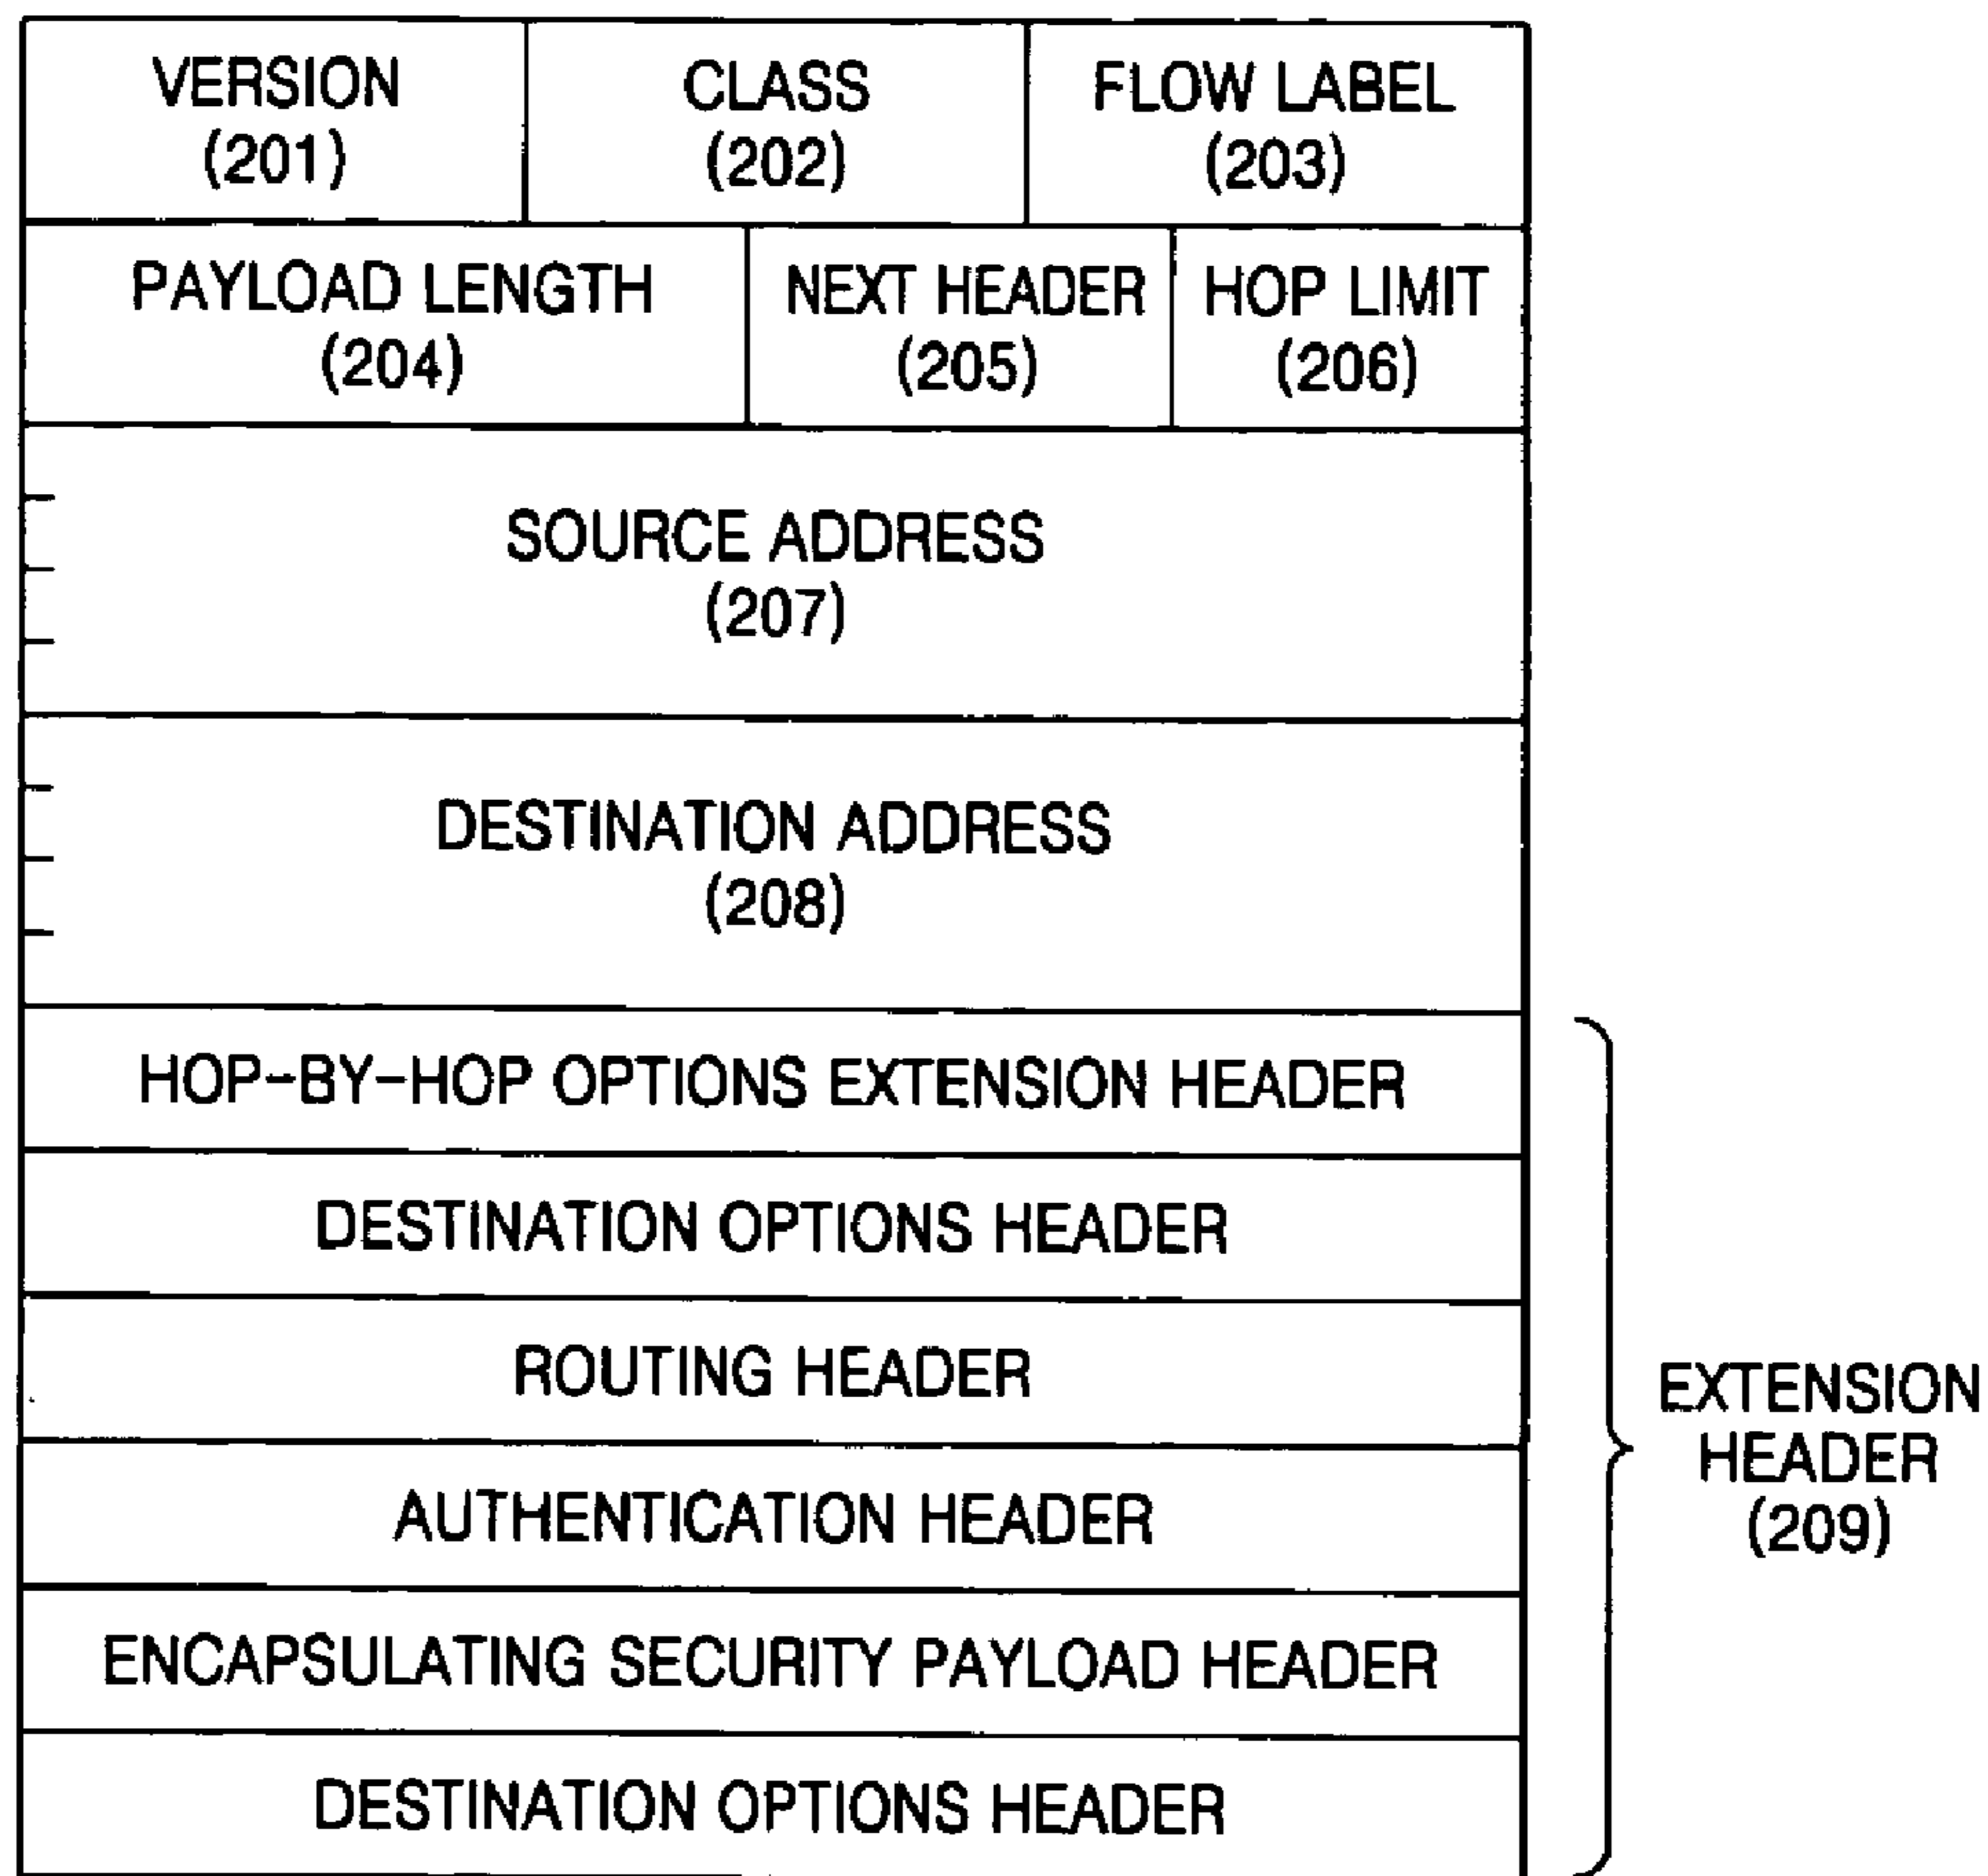 VERSION
(201)
CLASS
(202)
FLOW LABEL
(203)
PAYLOAD LENGTH
(204)
NEXT HEADER
(205)
HOP LIMIT
(206)
SOURCE ADDRESS
(207)
DESTINATION ADDRESS
(208)
HOP-BY-HOP OPTIONS EXTENSION HEADER
DESTINATION OPTIONS HEADER
ROUTING HEADER
AUTHENTICATION HEADER
ENCAPSULATING SECURITY PAYLOAD HEADER
DESTINATION OPTIONS HEADER
EXTENSION
HEADER
(209)